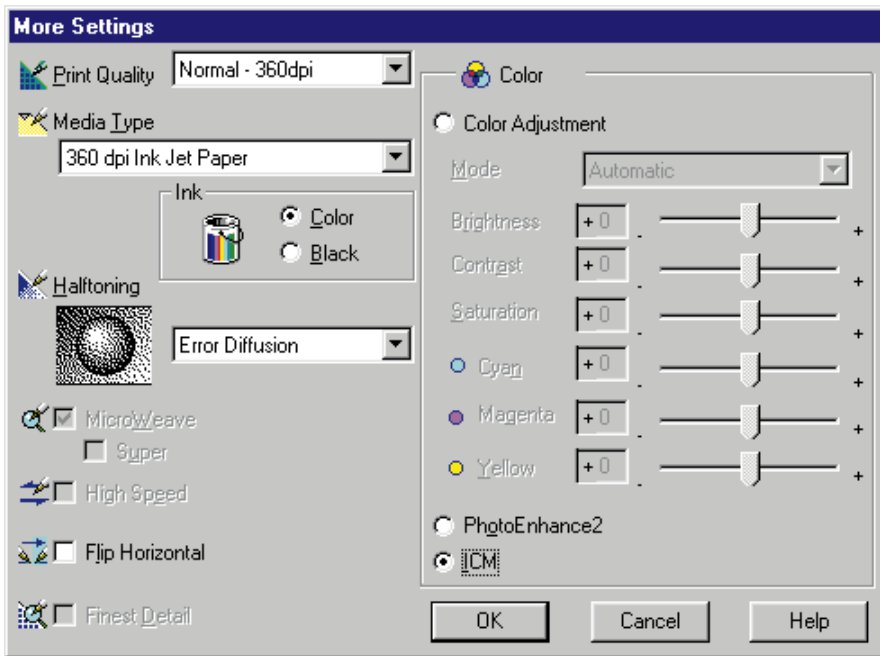 More Settings
Print Quality
Normal - 360dpi
Media Type
360 dpi Ink Jet Paper
Ink
Color
Black
Halftoning
Error Diffusion
MicroWeave
Super
High Speed
Flip Horizontal
Finest Detail
Color
Color Adjustment
Mode
Automatic
Brightness + 0 - +
Contrast + 0 - +
Saturation + 0 - +
Cyan + 0 - +
Magenta + 0 - +
Yellow + 0 - +
PhotoEnhance2
ICM
OK
Cancel
Help